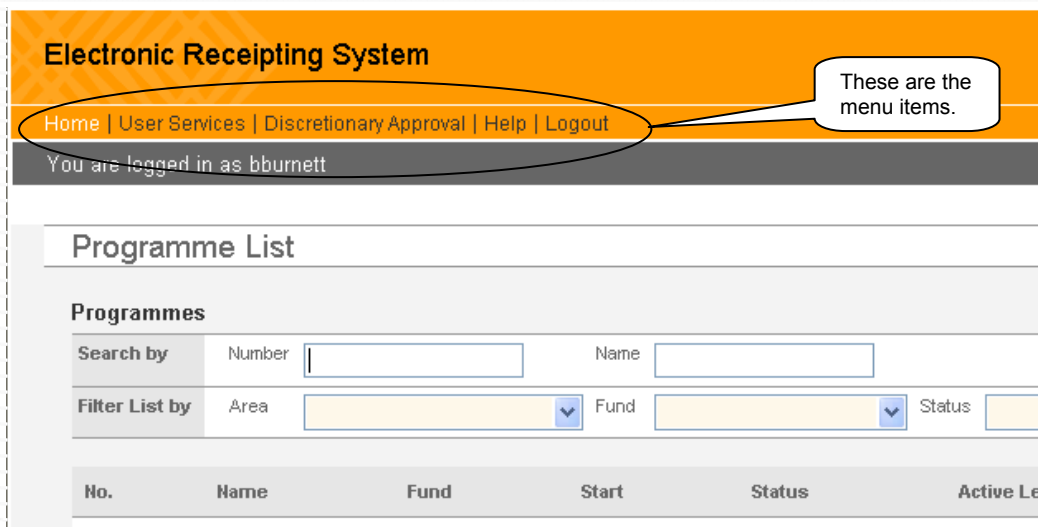 Electronic Receipting System
These are the
menu items.
Home | User Services | Discretionary Approval | Help | Logout
You are logged in as bburnett
Programme List
Programmes
Search by Number Name
Filter List by Area Fund Status
No. Name Fund Start Status Active Le